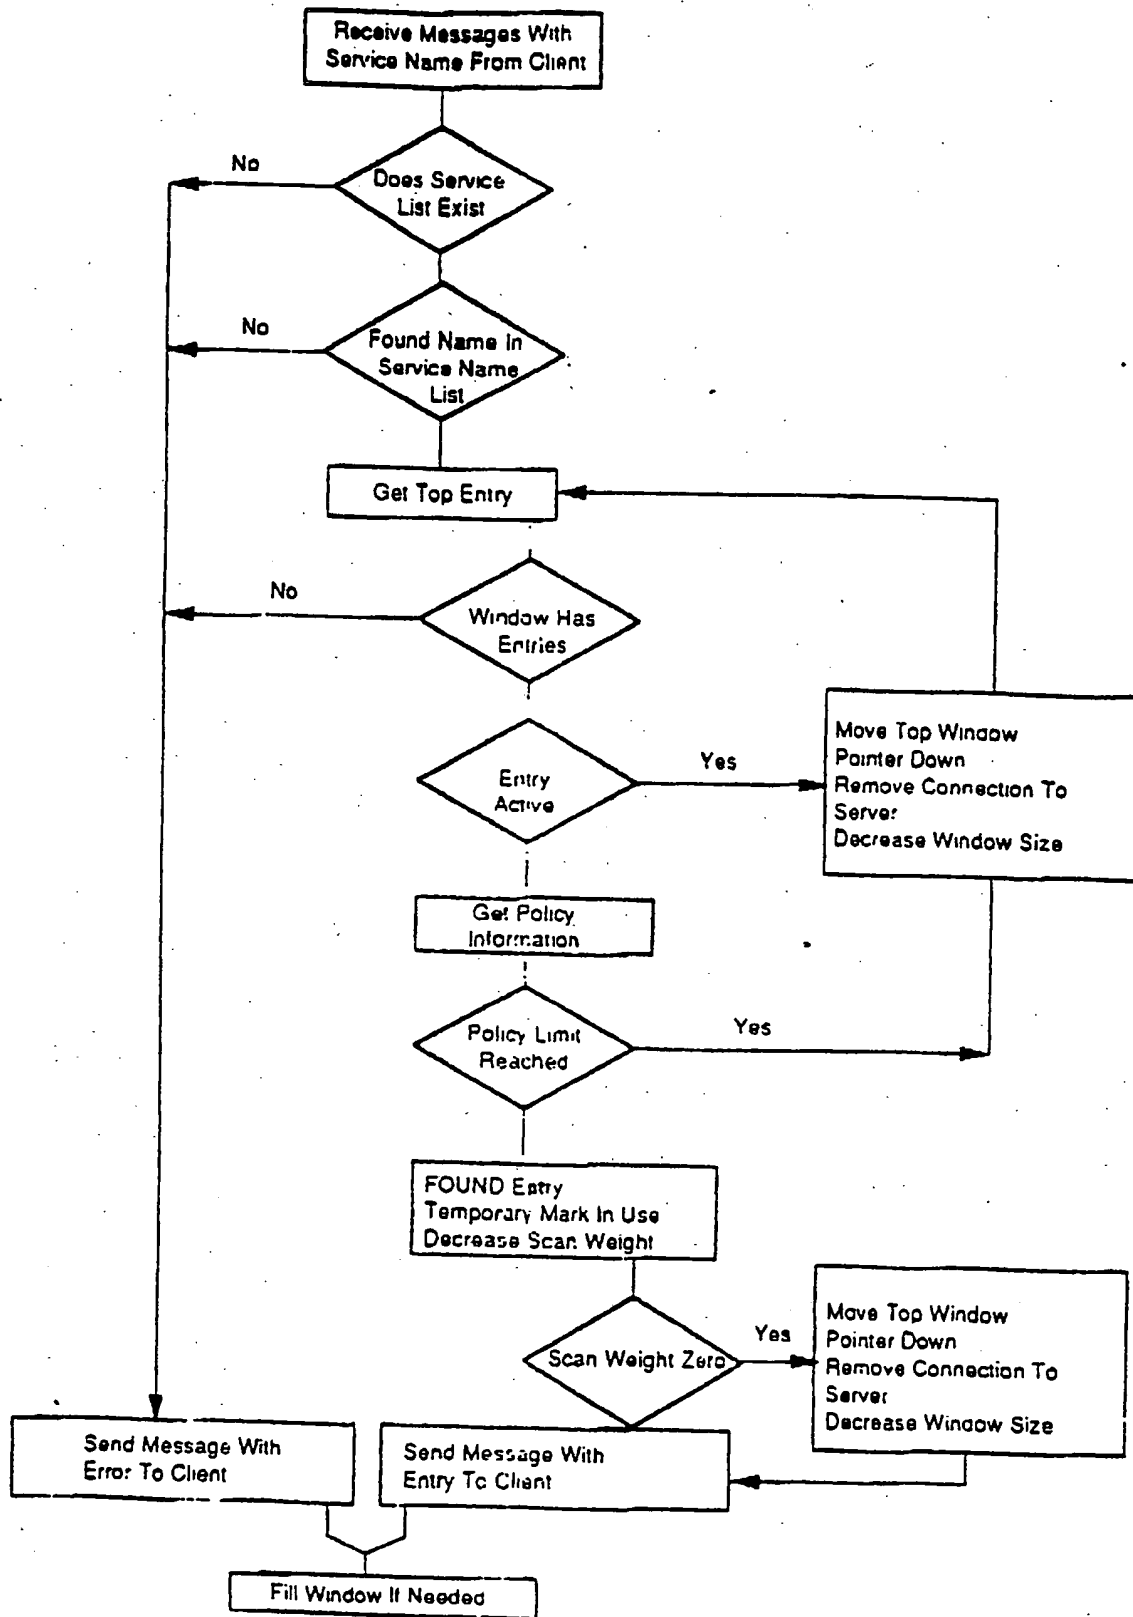 Receive Messages With
Service Name From Client
No
Does Service
List Exist
No
Found Name In
Service Name
List
Get Top Entry
No
Window Has
Entries
Move Top Window
Pointer Down
Remove Connection To
Server
Decrease Window Size
Yes
Entry
Active
Get Policy
Information
Policy Limit
Reached
Yes
FOUND Entry
Temporary Mark In Use
Decrease Scan Weight
Scan Weight Zero
Yes
Move Top Window
Pointer Down
Remove Connection To
Server
Decrease Window Size
Send Message With
Error To Client
Send Message With
Entry To Client
Fill Window If Needed